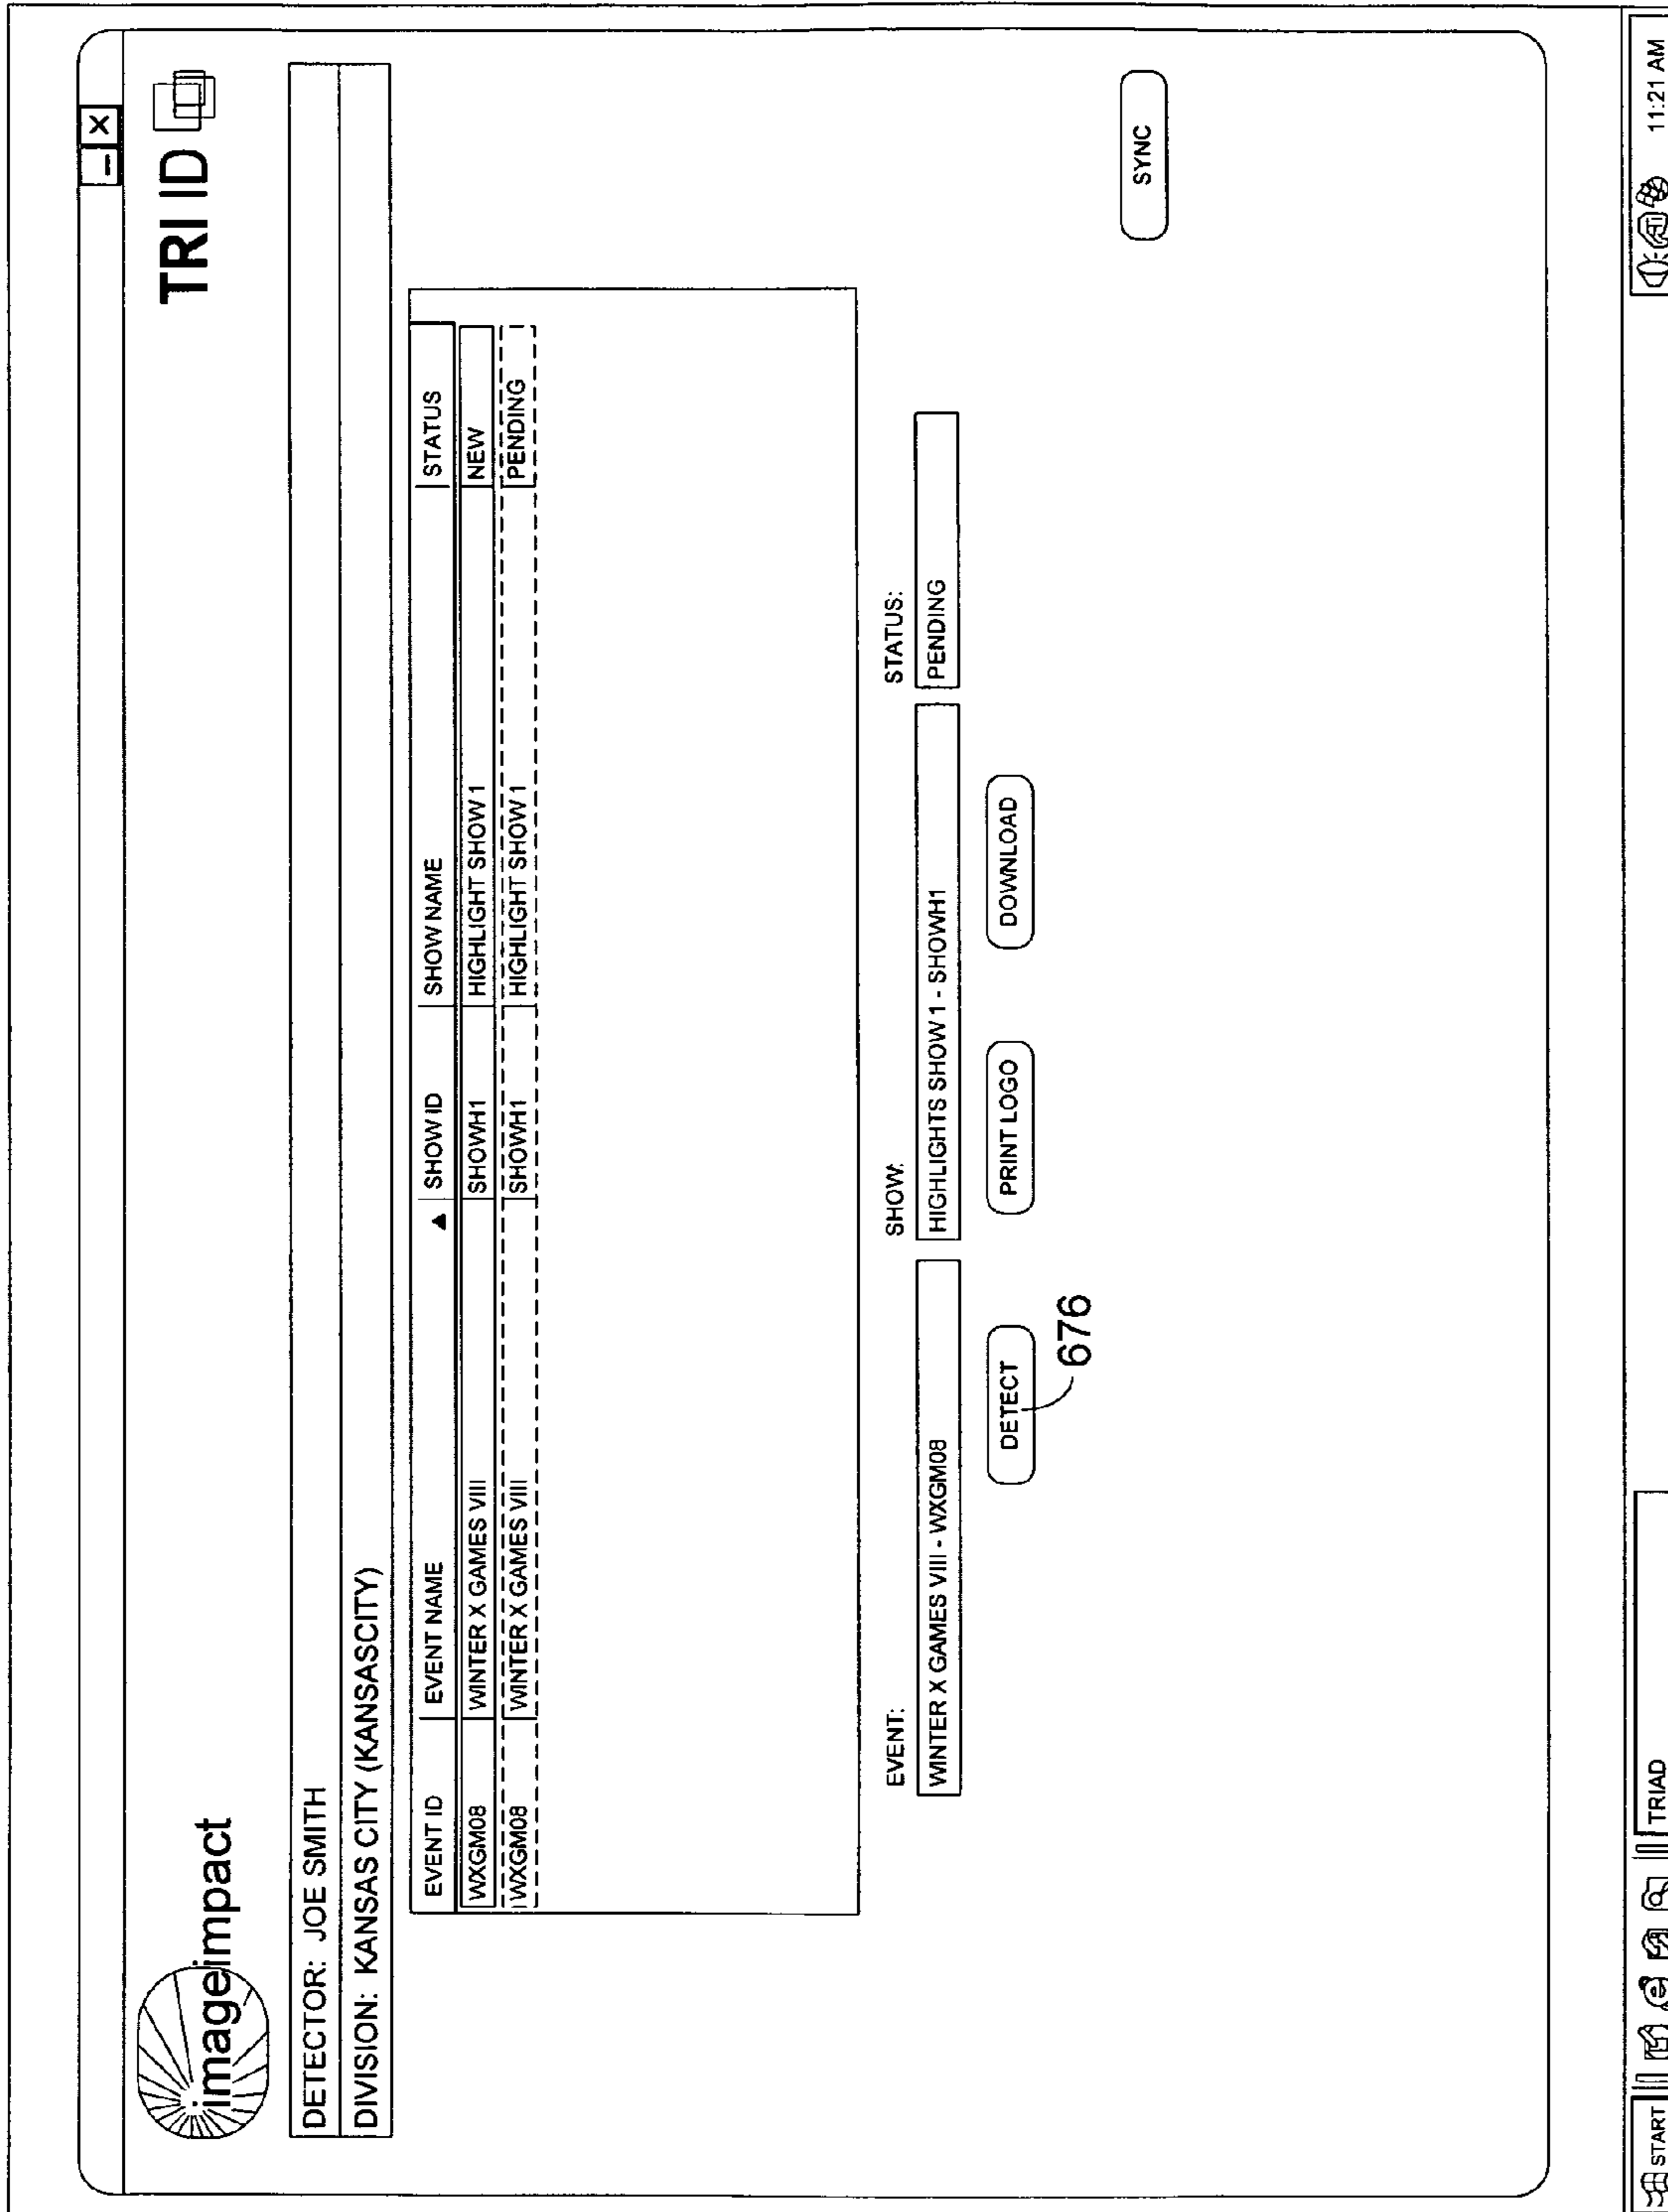 _ X
imageimpact TRI ID
DETECTOR: JOE SMITH
DIVISION: KANSAS CITY (KANSASCITY)
EVENT ID EVENT NAME ▲ SHOW ID SHOW NAME STATUS
WXGM08 WINTER X GAMES VIII SHOWH1 HIGHLIGHT SHOW 1 NEW
WXGM08 WINTER X GAMES VIII SHOWH1 HIGHLIGHT SHOW 1 PENDING
EVENT: SHOW: STATUS:
WINTER X GAMES VIII - WXGM08 HIGHLIGHTS SHOW 1 - SHOWH1 PENDING
DETECT PRINT LOGO DOWNLOAD
676
SYNC
START TRIAD 11:21 AM